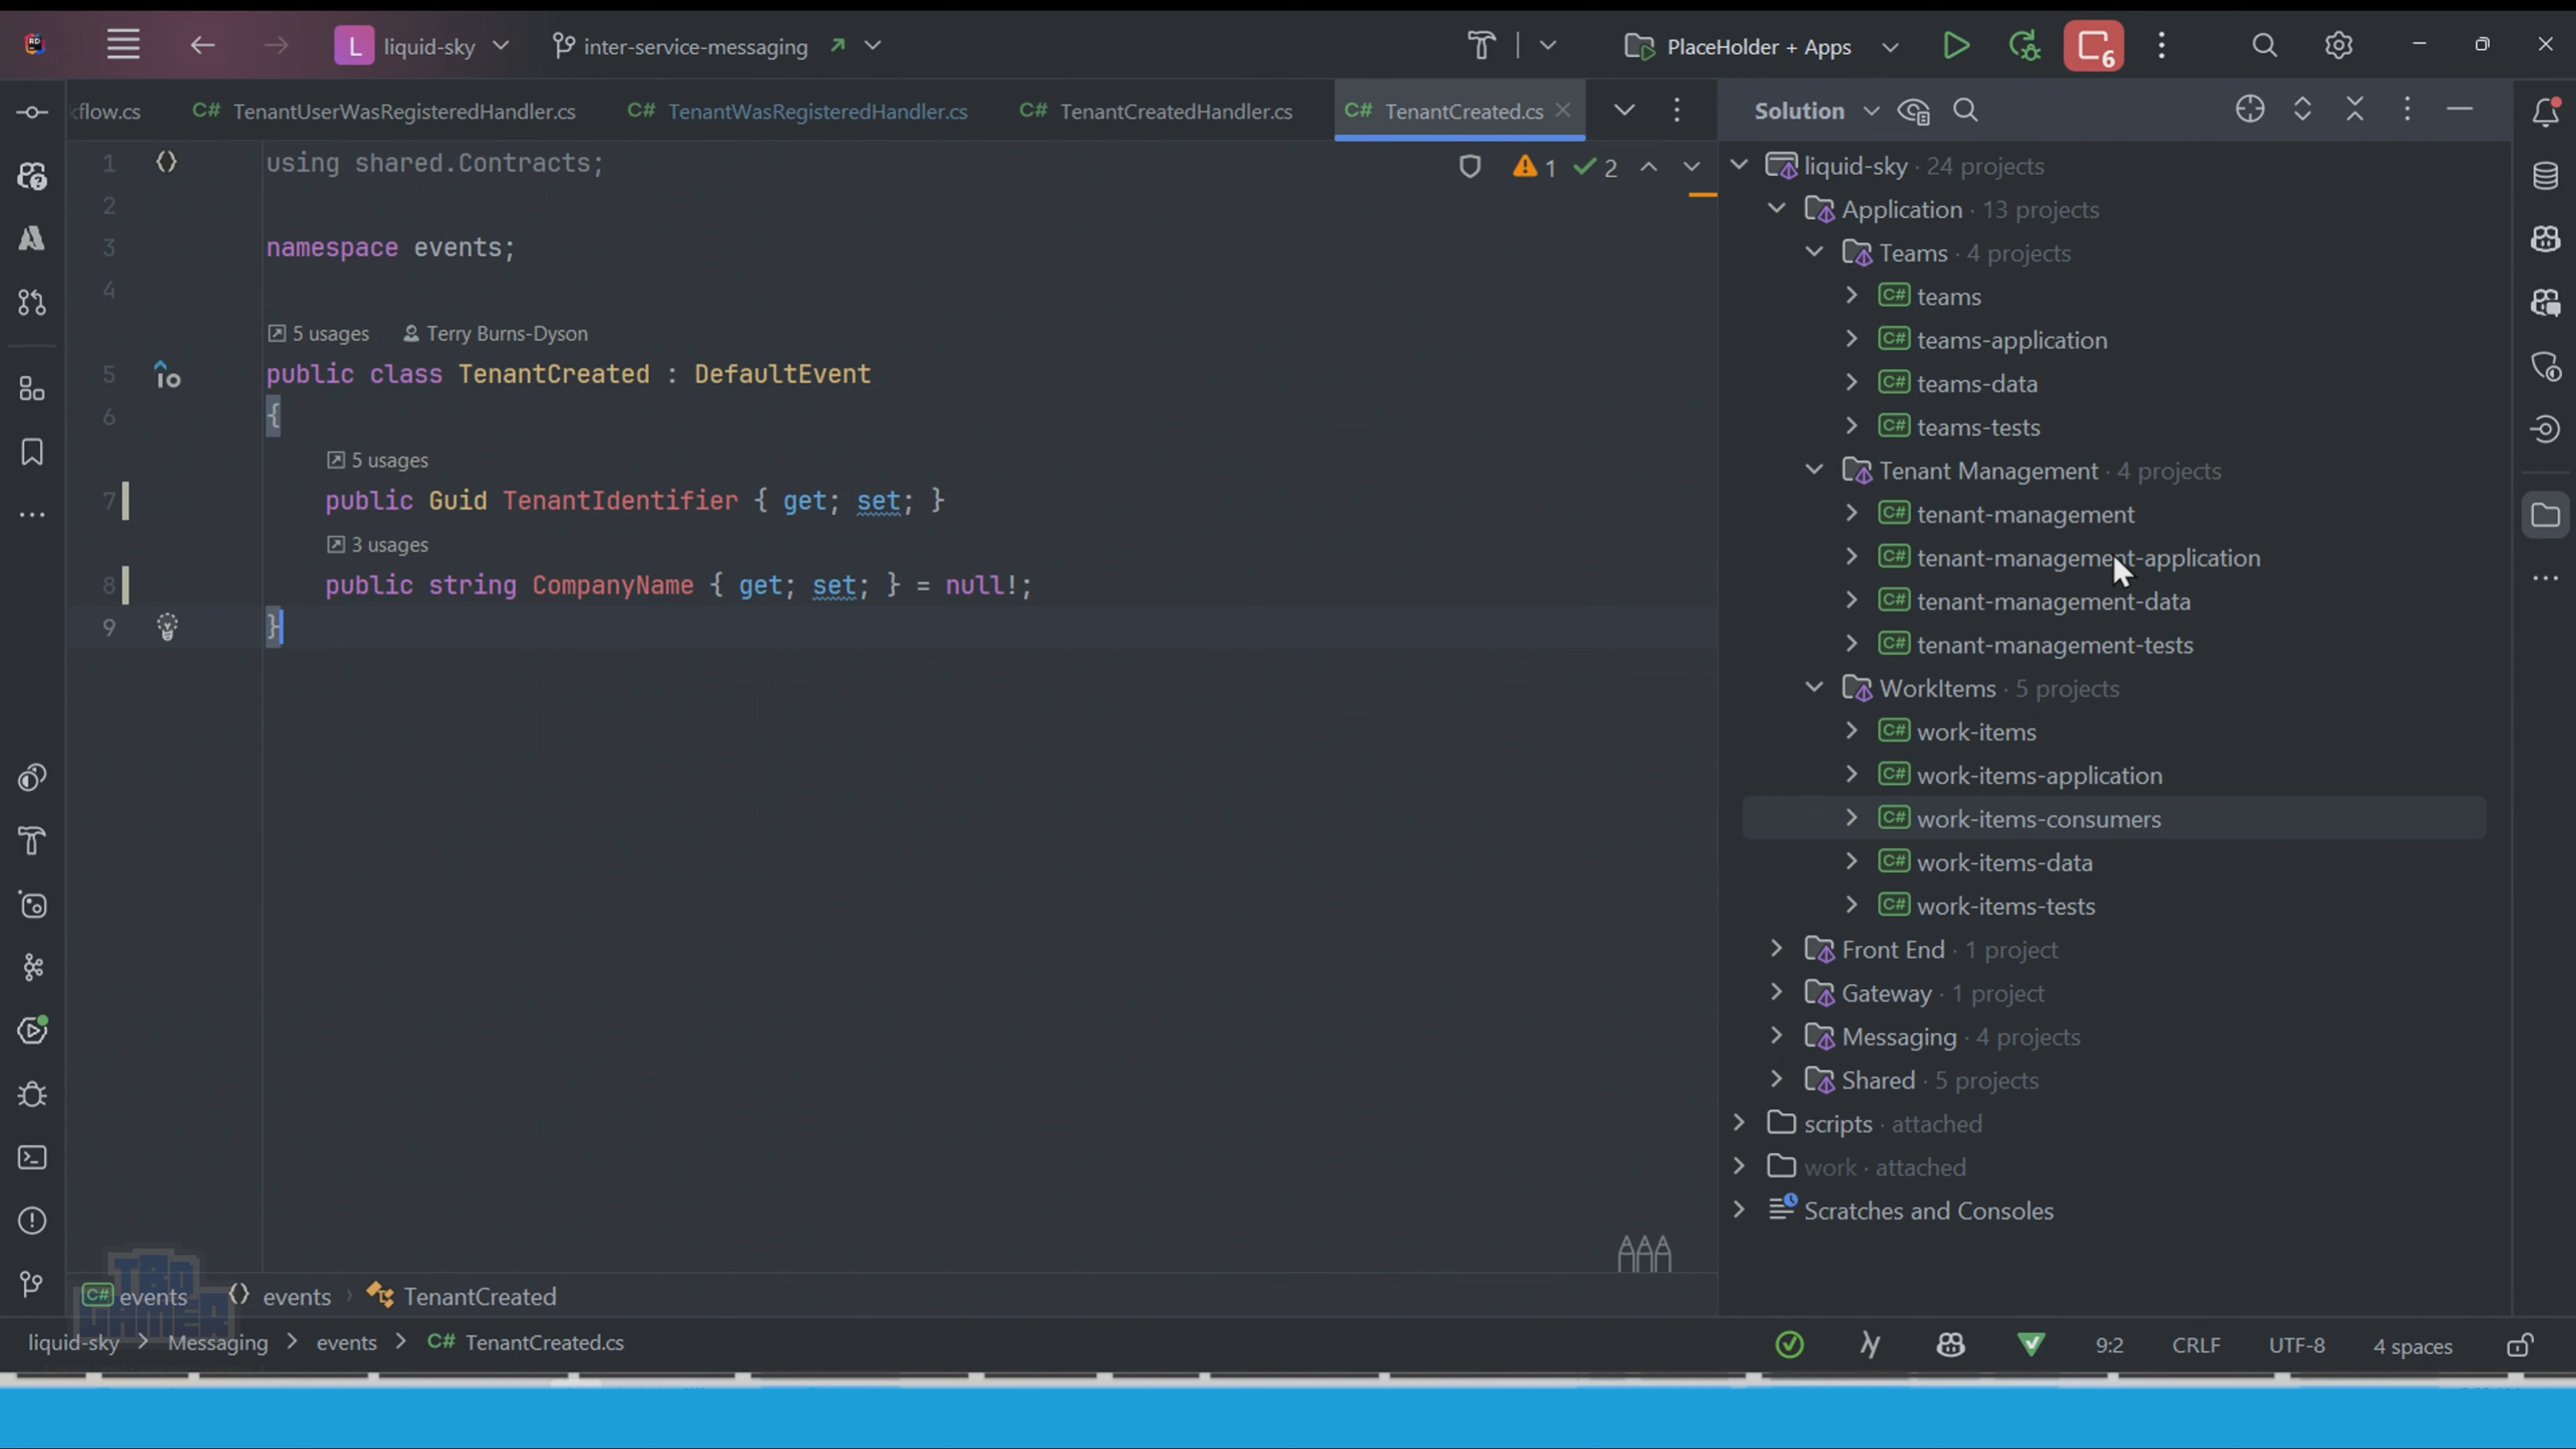 RD
L liquid-sky
inter-service-messaging
PlaceHolder + Apps
6
flow.cs
C# TenantUserWasRegisteredHandler.cs
C# TenantWasRegisteredHandler.cs
C# TenantCreatedHandler.cs
C# TenantCreated.cs
1 using shared.Contracts;
1 2
2
3 namespace events;
4
5 usages Terry Burns-Dyson
5 public class TenantCreated : DefaultEvent
6 {
5 usages
7 public Guid TenantIdentifier { get; set; }
3 usages
8 public string CompanyName { get; set; } = null!;
9 }
Solution
liquid-sky · 24 projects
Application · 13 projects
Teams · 4 projects
C# teams
C# teams-application
C# teams-data
C# teams-tests
Tenant Management · 4 projects
C# tenant-management
C# tenant-management-application
C# tenant-management-data
C# tenant-management-tests
WorkItems · 5 projects
C# work-items
C# work-items-application
C# work-items-consumers
C# work-items-data
C# work-items-tests
Front End · 1 project
Gateway · 1 project
Messaging · 4 projects
Shared · 5 projects
scripts · attached
work · attached
Scratches and Consoles
C# events {} events TenantCreated
liquid-sky Messaging events C# TenantCreated.cs
9:2 CRLF UTF-8 4 spaces